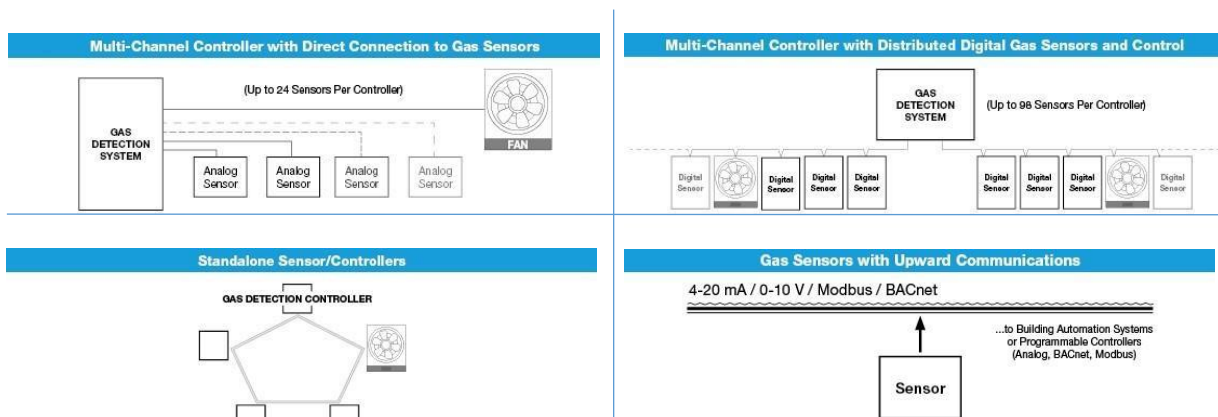 Multi-Channel Controller with Direct Connection to Gas Sensors
(Up to 24 Sensors Per Controller)
GAS
DETECTION
SYSTEM
FAN
Analog
Sensor
Analog
Sensor
Analog
Sensor
Analog
Sensor
Multi-Channel Controller with Distributed Digital Gas Sensors and Control
GAS
DETECTION
SYSTEM
(Up to 98 Sensors Per Controller)
Digital
Sensor
Digital
Sensor
Digital
Sensor
Digital
Sensor
Digital
Sensor
Digital
Sensor
Digital
Sensor
Digital
Sensor
Standalone Sensor/Controllers
GAS DETECTION CONTROLLER
Gas Sensors with Upward Communications
4-20 mA / 0-10 V / Modbus / BACnet
...to Building Automation Systems
or Programmable Controllers
(Analog, BACnet, Modbus)
Sensor